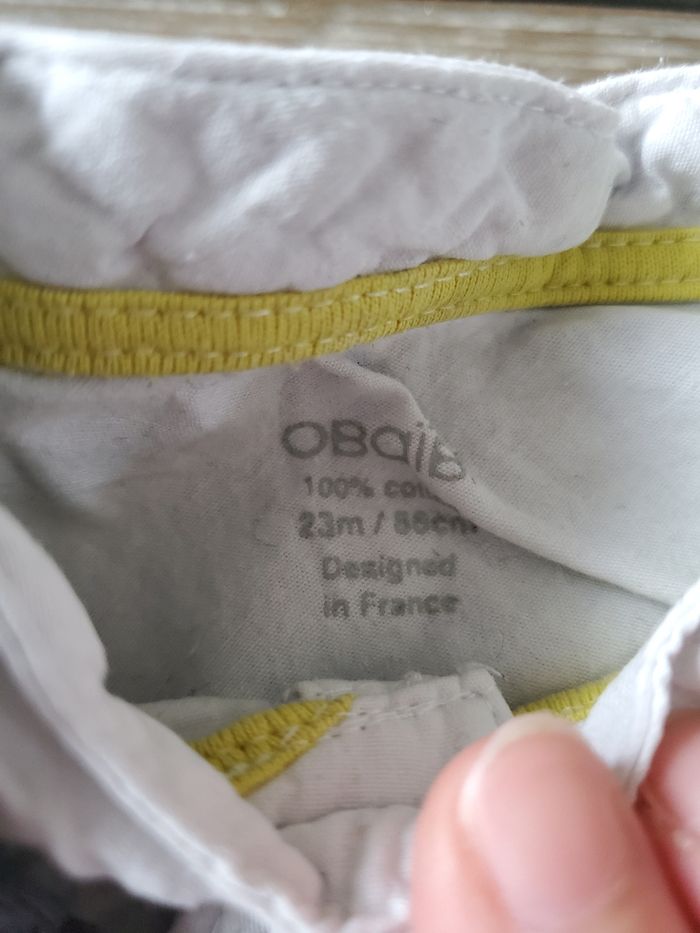 OBaiB
100% cot
23m / 86cm
Designed
in France